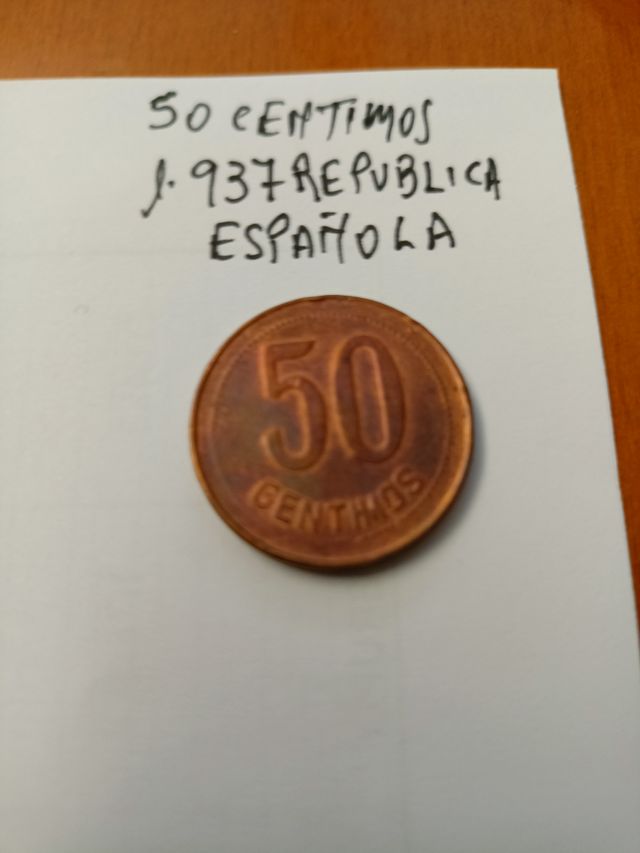 50 CENTIMOS
1.937 REPUBLICA
ESPAÑOLA
50
CENTIMOS